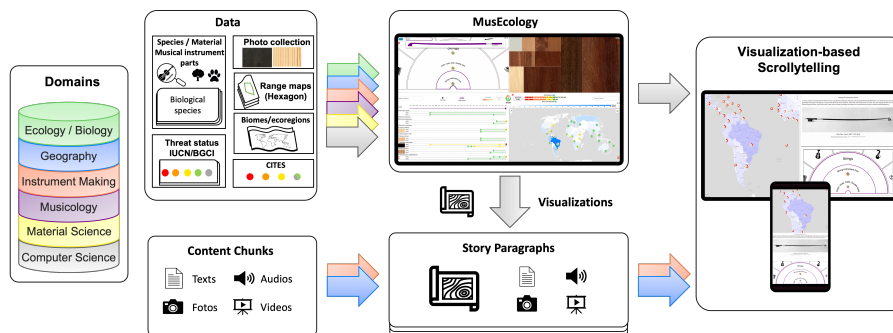 Domains
Ecology / Biology
Geography
Instrument Making
Musicology
Material Science
Computer Science
Data
Species / Material
Musical instrument
parts
Biological
species
Threat status
IUCN/BGCI
Photo collection
Range maps
(Hexagon)
Biomes/ecoregions
CITES
MusEcology
Visualizations
Content Chunks
Texts
Audios
Fotos
Videos
Story Paragraphs
Visualization-based
Scrollytelling